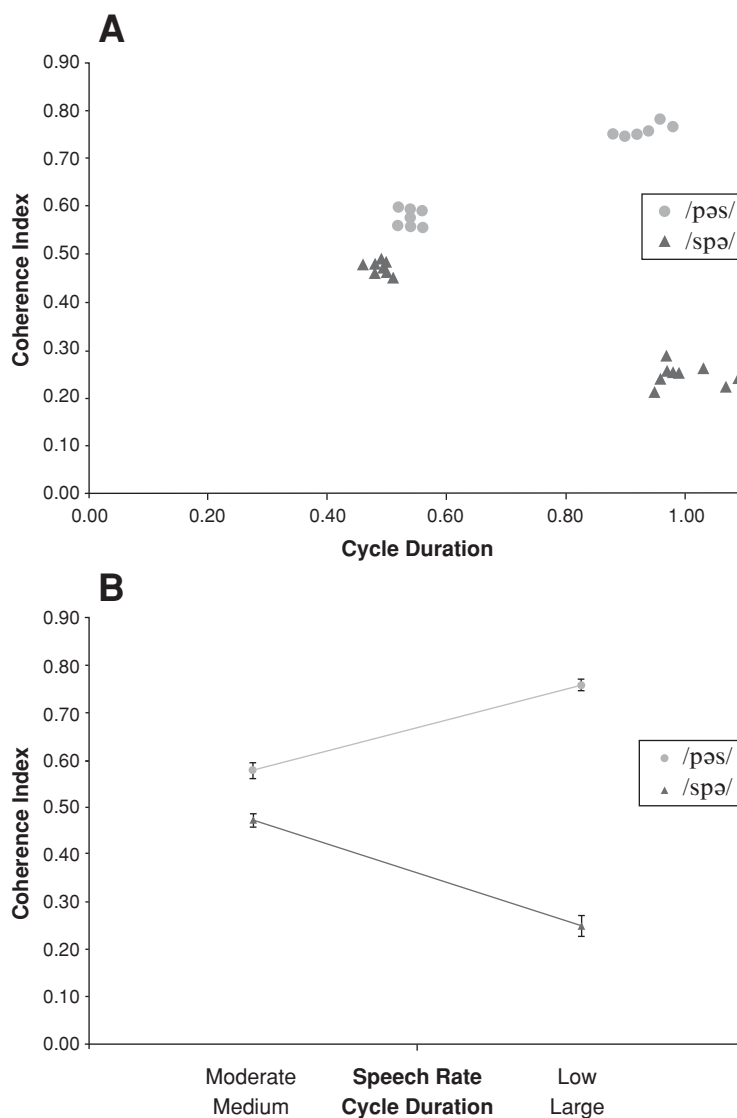 A
0.90
0.80
0.70
0.60
0.50
0.40
0.30
0.20
0.10
0.00
Coherence Index
/pəs/
/spə/
0.00 0.20 0.40 0.60 0.80 1.00
Cycle Duration
B
0.90
0.80
0.70
0.60
0.50
0.40
0.30
0.20
0.10
0.00
Coherence Index
/pəs/
/spə/
Moderate Speech Rate Low
Medium Cycle Duration Large